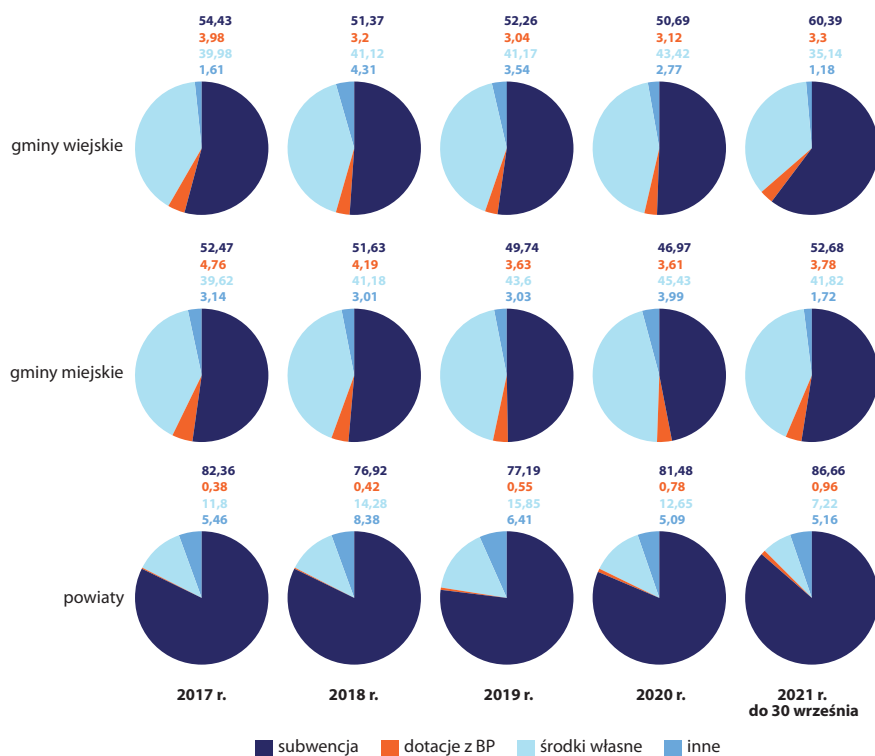 54,43 51,37 52,26 50,69 60,39
3,98 3,2 3,04 3,12 3,3
39,98 41,12 41,17 43,42 35,14
1,61 4,31 3,54 2,77 1,18
gminy wiejskie
52,47 51,63 49,74 46,97 52,68
4,76 4,19 3,63 3,61 3,78
39,62 41,18 43,6 45,43 41,82
3,14 3,01 3,03 3,99 1,72
gminy miejskie
82,36 76,92 77,19 81,48 86,66
0,38 0,42 0,55 0,78 0,96
11,8 14,28 15,85 12,65 7,22
5,46 8,38 6,41 5,09 5,16
powiaty
2017 r. 2018 r. 2019 r. 2020 r. 2021 r.
do 30 września
subwencja dotacje z BP środki własne inne